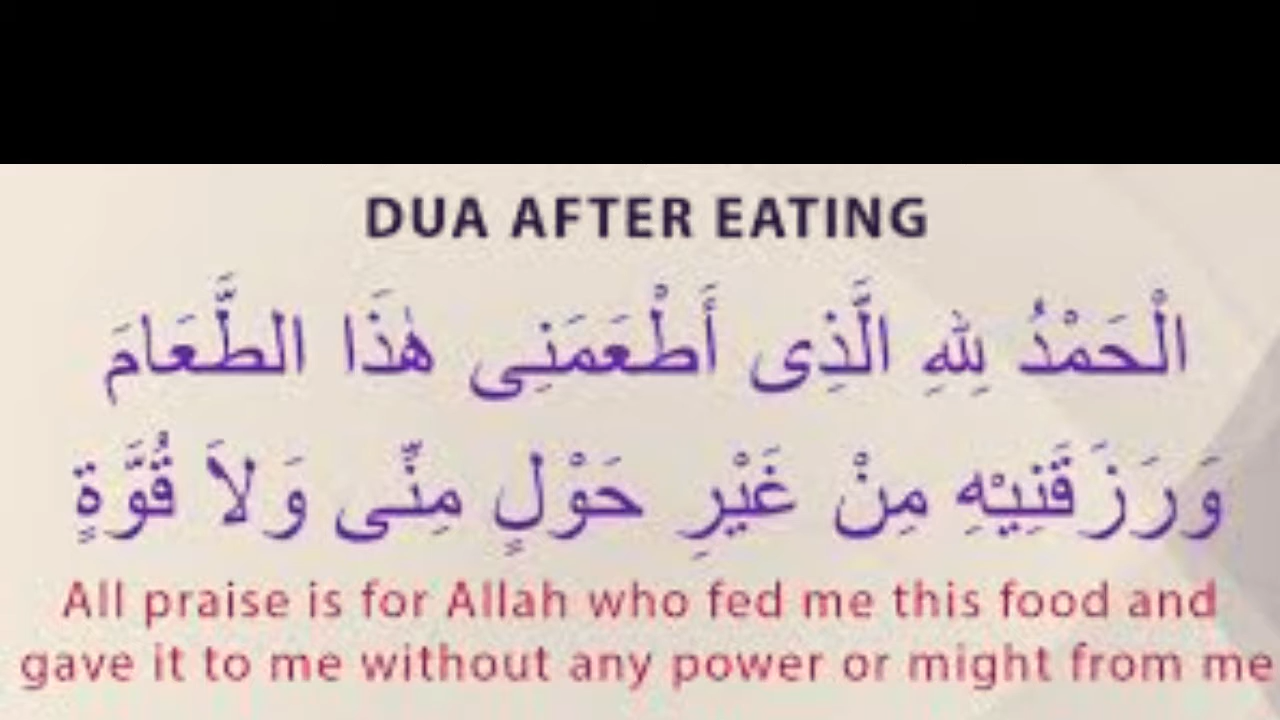 DUA AFTER EATING
الْحَمْدُ لِلّٰهِ الَّذِى أَطْعَمَنِى هٰذَا الطَّعَامَ
وَرَزَقَنِيْهِ مِنْ غَيْرِ حَوْلٍ مِنِّى وَلاَ قُوَّةٍ
All praise is for Allah who fed me this food and
gave it to me without any power or might from me